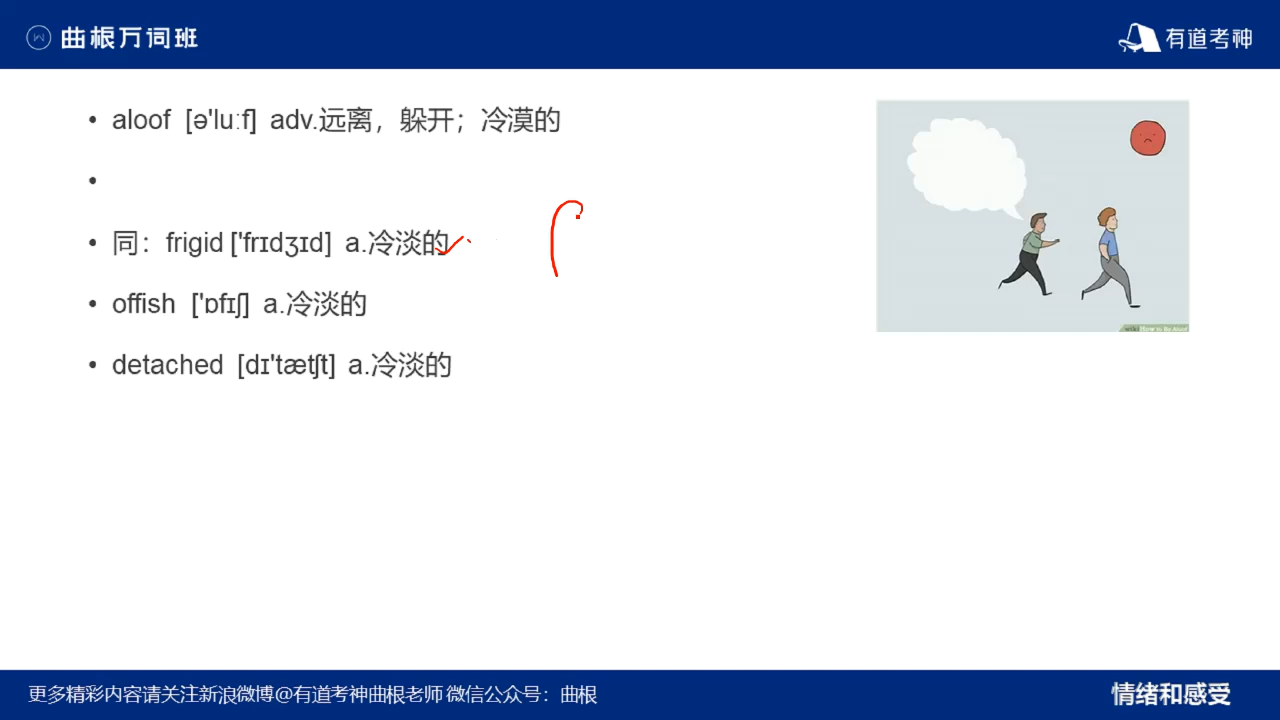 曲根万词班
有道考神
aloof [ə'luːf] adv.远离，躲开；冷漠的
同：frigid ['frɪdʒɪd] a.冷淡的
offish ['ɒfɪʃ] a.冷淡的
detached [dɪ'tætʃt] a.冷淡的
更多精彩内容请关注新浪微博@有道考神曲根老师 微信公众号：曲根
情绪和感受